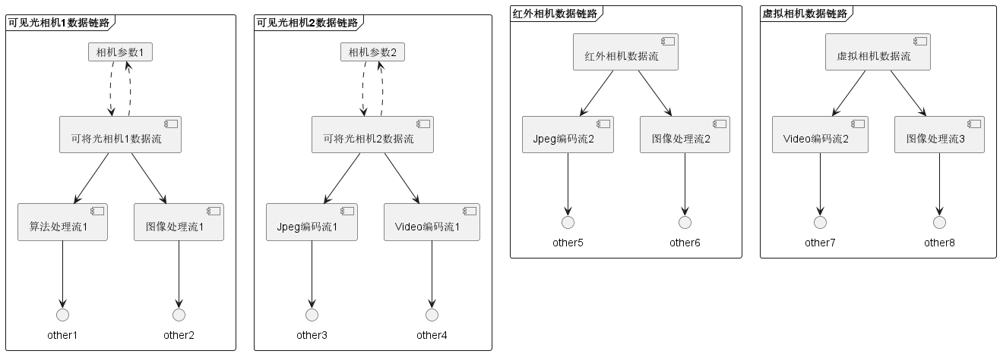 可见光相机1数据链路
相机参数1
可将光相机1数据流
算法处理流1
图像处理流1
other1
other2
可见光相机2数据链路
相机参数2
可将光相机2数据流
Jpeg编码流1
Video编码流1
other3
other4
红外相机数据链路
红外相机数据流
Jpeg编码流2
图像处理流2
other5
other6
虚拟相机数据链路
虚拟相机数据流
Video编码流2
图像处理流3
other7
other8